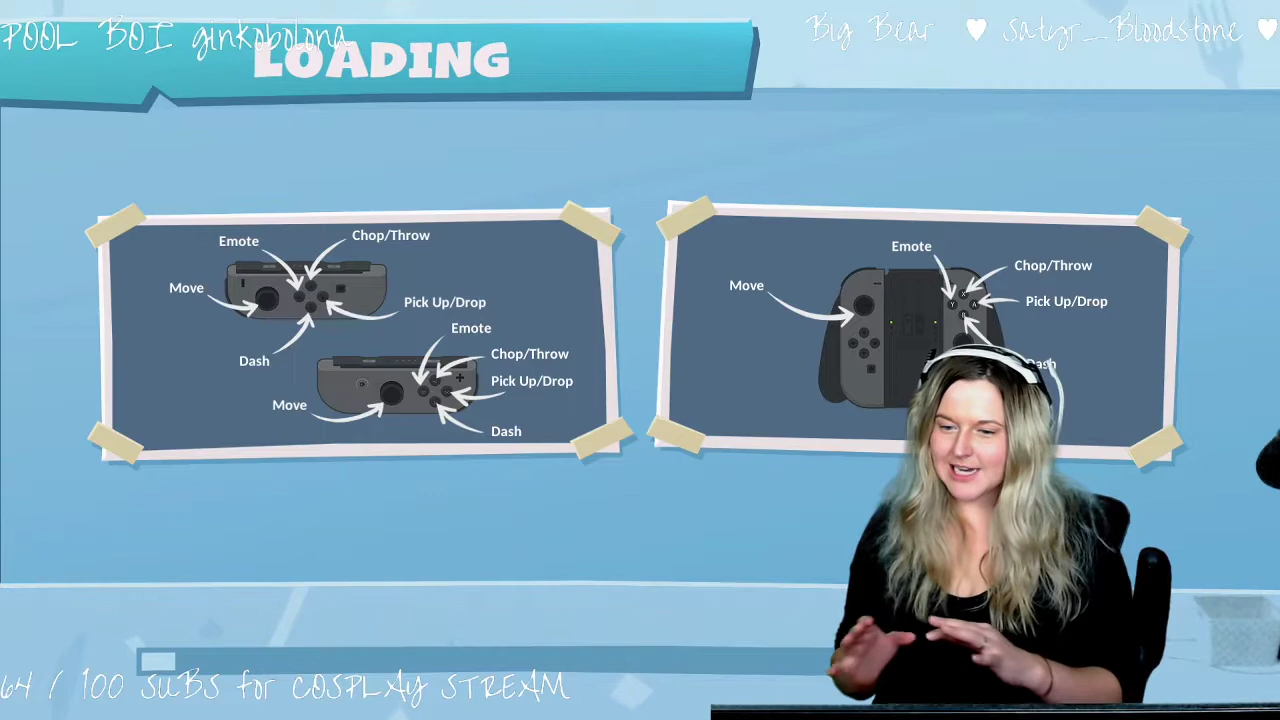 POOL BOI ginkobolona
Big Bear ♥ satyr_Bloodstone ♥
LOADING
Emote
Chop/Throw
Move
Pick Up/Drop
Dash
Emote
Chop/Throw
Pick Up/Drop
Move
Dash
Emote
Chop/Throw
Move
Pick Up/Drop
Dash
64 / 100 SUBS for COSPLAY STREAM